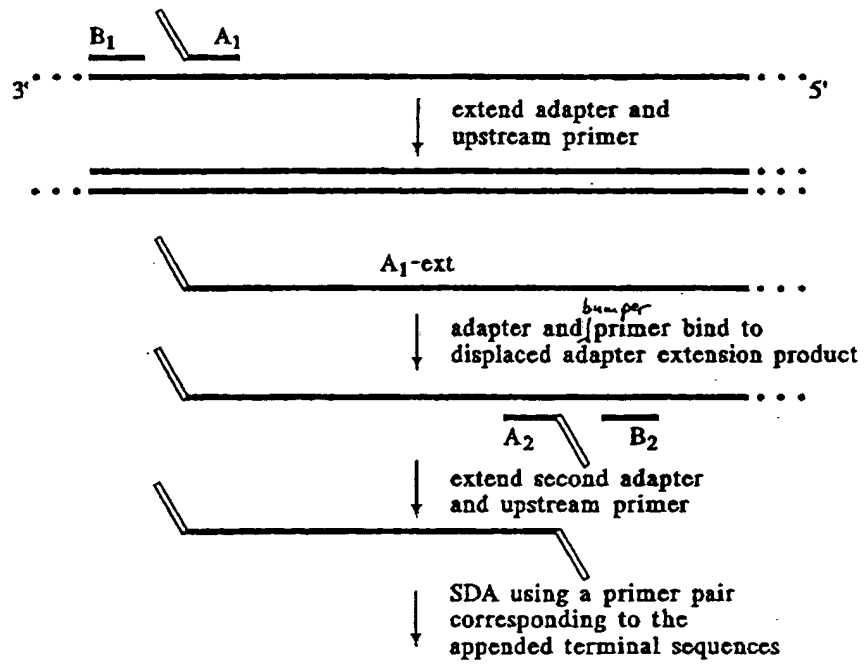 B₁ A₁
3' 5'
extend adapter and
upstream primer
A₁-ext
bumper
adapter and primer bind to
displaced adapter extension product
A₂ B₂
extend second adapter
and upstream primer
SDA using a primer pair
corresponding to the
appended terminal sequences